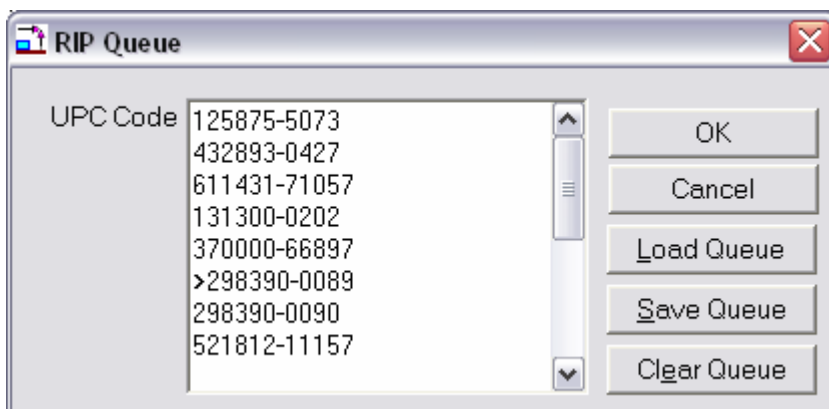 RIP Queue
UPC Code
125875-5073
432893-0427
611431-71057
131300-0202
370000-66897
>298390-0089
298390-0090
521812-11157
OK
Cancel
Load Queue
Save Queue
Clear Queue